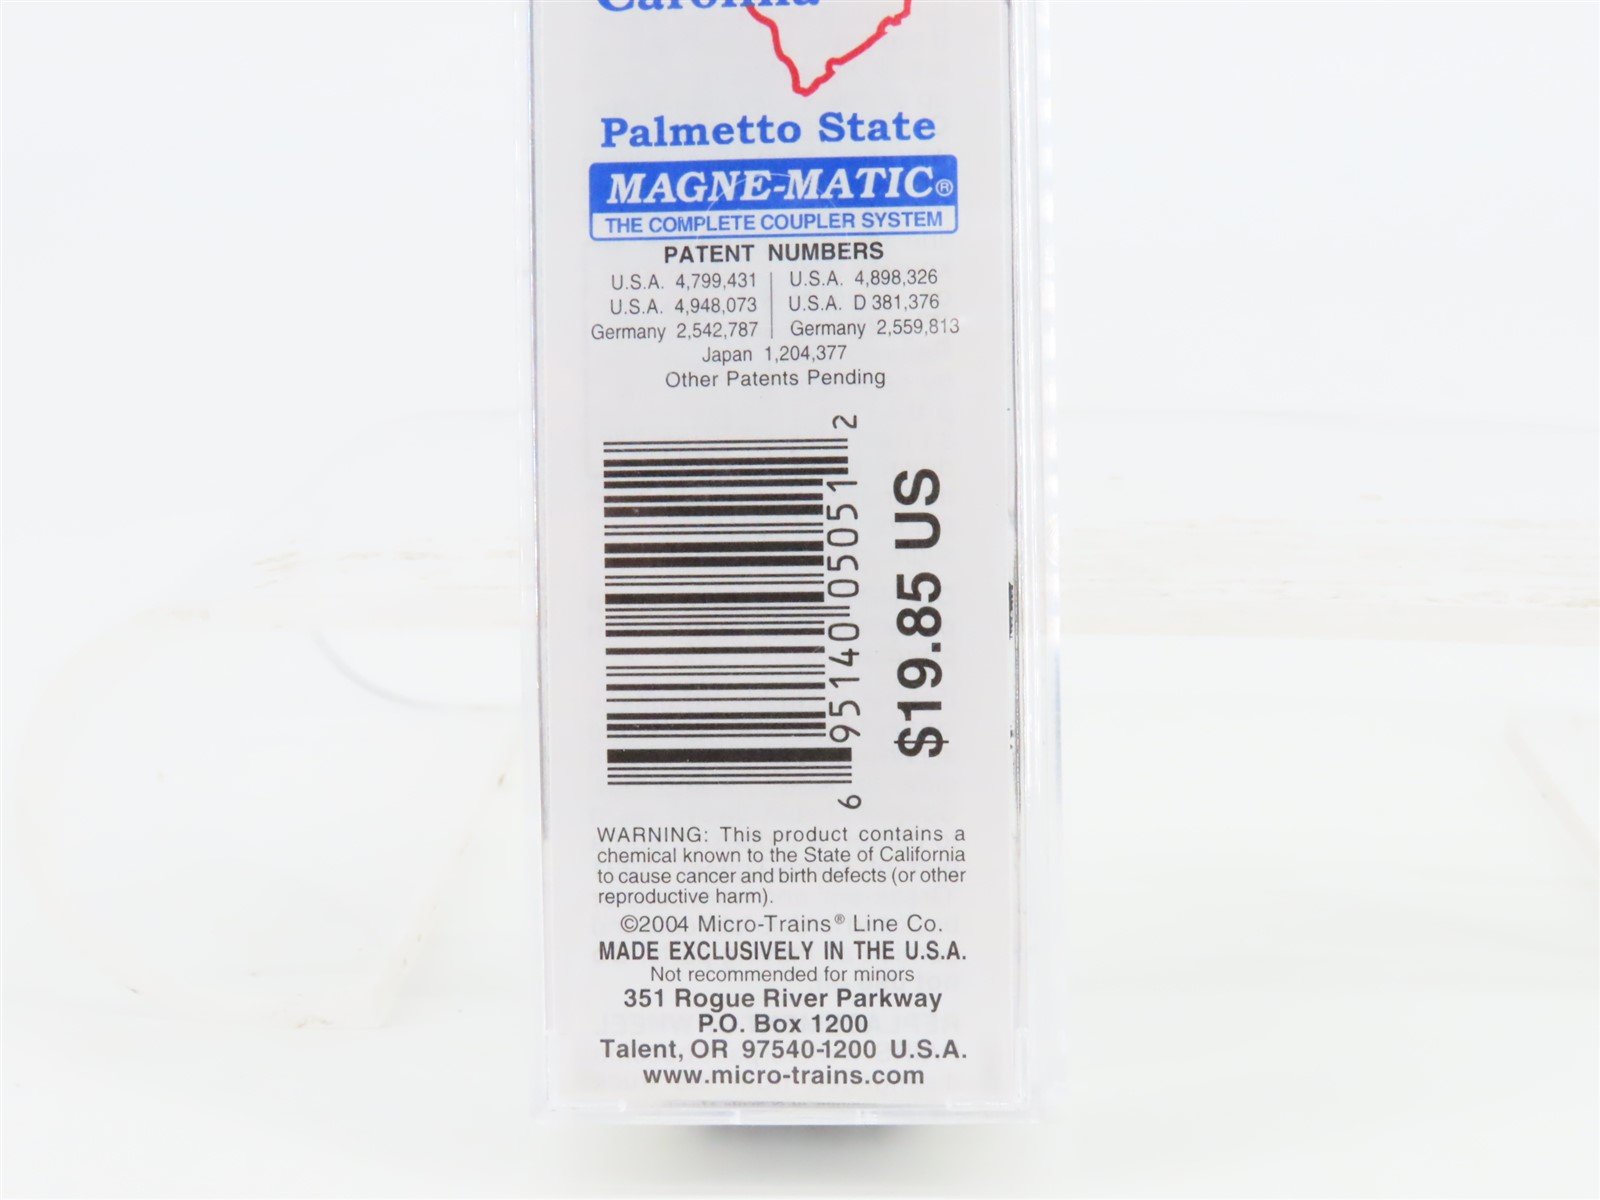 Carolina
Palmetto State
MAGNE-MATIC®
THE COMPLETE COUPLER SYSTEM
PATENT NUMBERS
U.S.A. 4,799,431 | U.S.A. 4,898,326
U.S.A. 4,948,073 | U.S.A. D 381,376
Germany 2,542,787 | Germany 2,559,813
Japan 1,204,377
Other Patents Pending
6 95140 05051 2
$19.85 US
WARNING: This product contains a
chemical known to the State of California
to cause cancer and birth defects (or other
reproductive harm).
©2004 Micro-Trains® Line Co.
MADE EXCLUSIVELY IN THE U.S.A.
Not recommended for minors
351 Rogue River Parkway
P.O. Box 1200
Talent, OR 97540-1200 U.S.A.
www.micro-trains.com